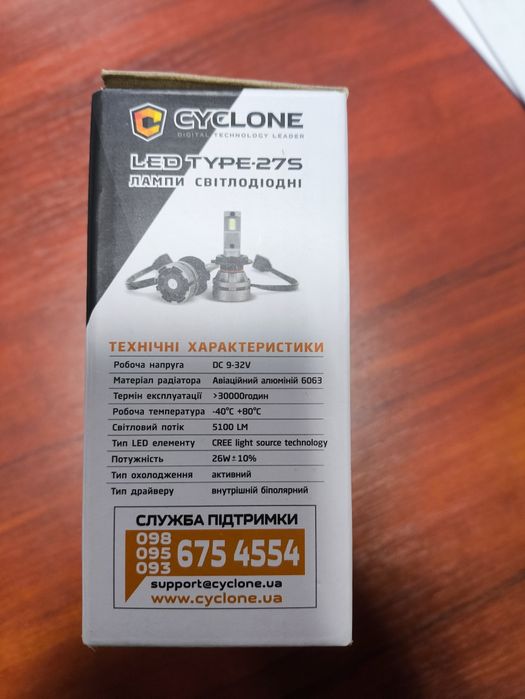 CYCLONE
DIGITAL TECHNOLOGY LEADER
LED TYPE-27S
ЛАМПИ СВІТЛОДІОДНІ
ТЕХНІЧНІ ХАРАКТЕРИСТИКИ
Робоча напруга DC 9-32V
Матеріал радіатора Авіаційний алюміній 6063
Термін експлуатації >30000годин
Робоча температура -40°C +80°C
Світловий потік 5100 LM
Тип LED елементу CREE light source technology
Потужність 26W±10%
Тип охолодження активний
Тип драйверу внутрішній біполярний
СЛУЖБА ПІДТРИМКИ
098
095 675 4554
093
support@cyclone.ua
www.cyclone.ua